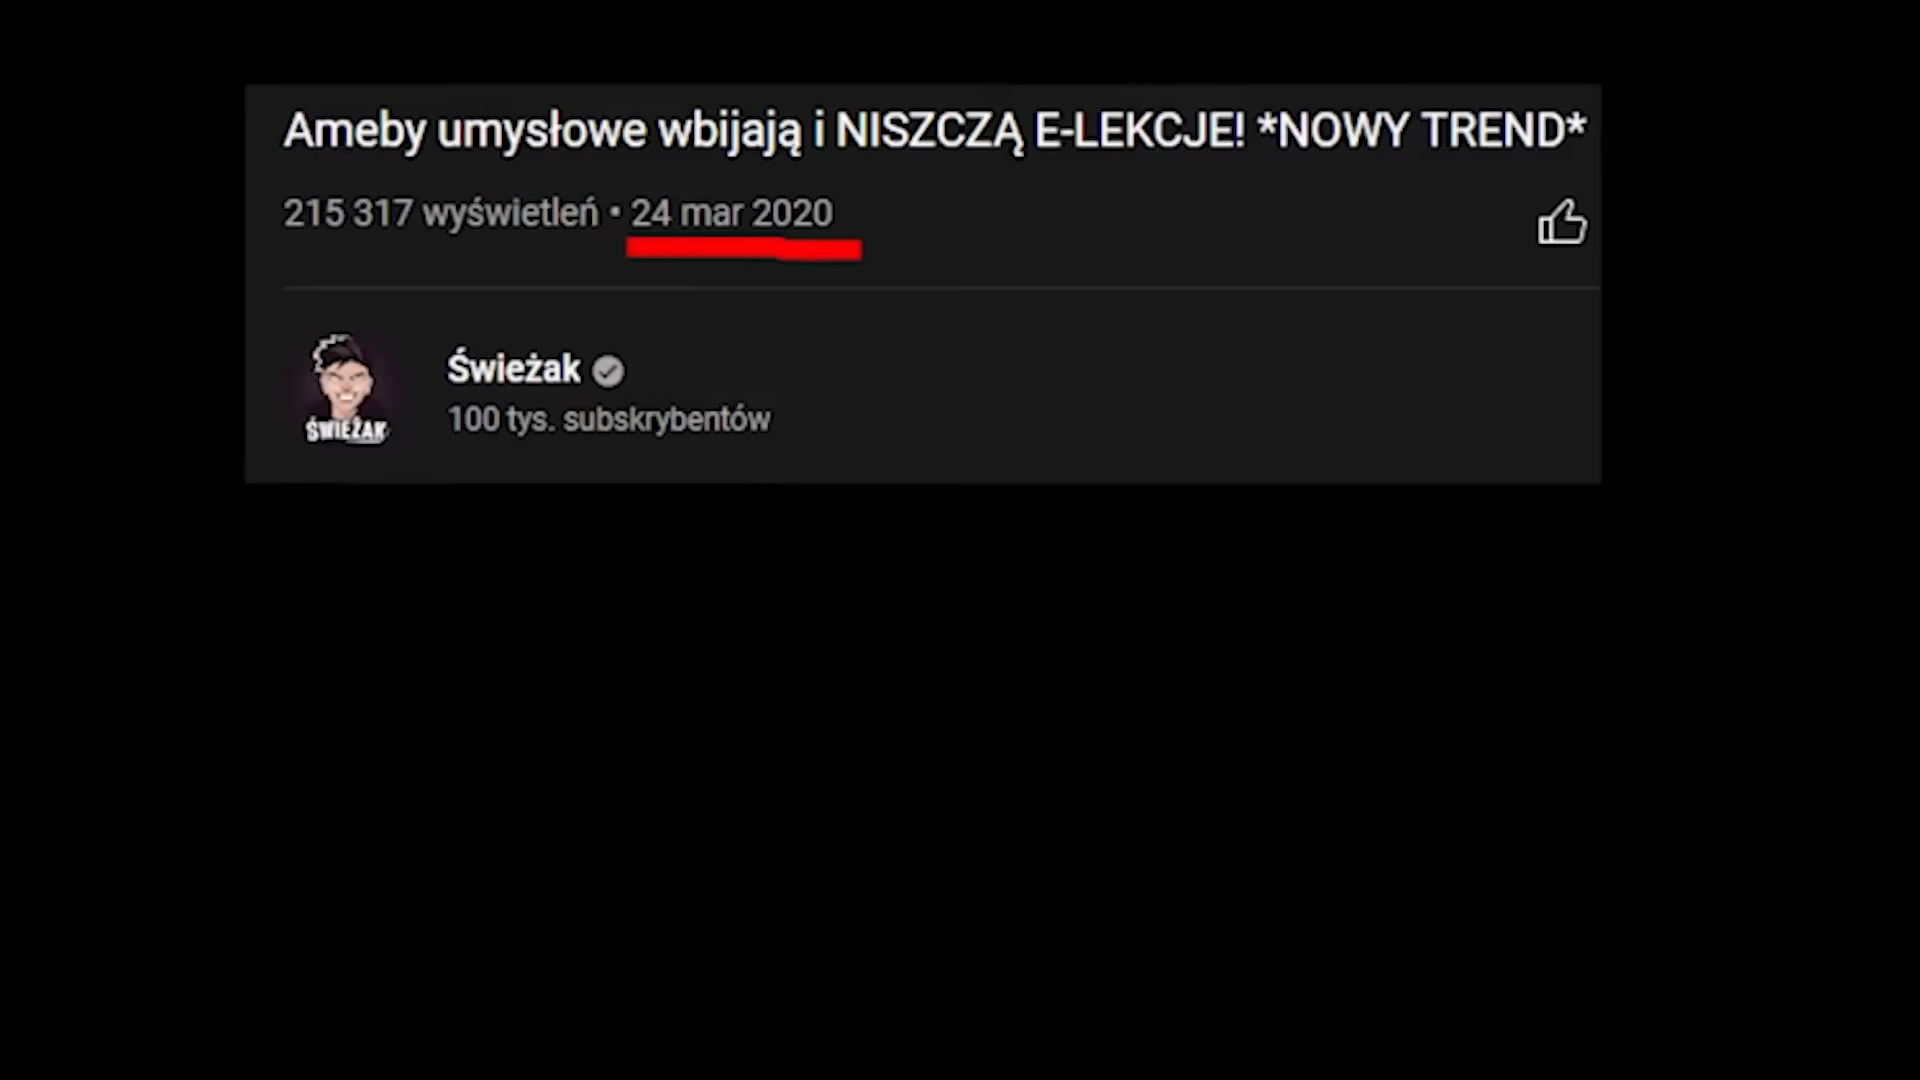 Ameby umysłowe wbijają i NISZCZĄ E-LEKCJE! *NOWY TREND*
215 317 wyświetleń • 24 mar 2020
Świeżak
100 tys. subskrybentów
ŚWIEŻAK